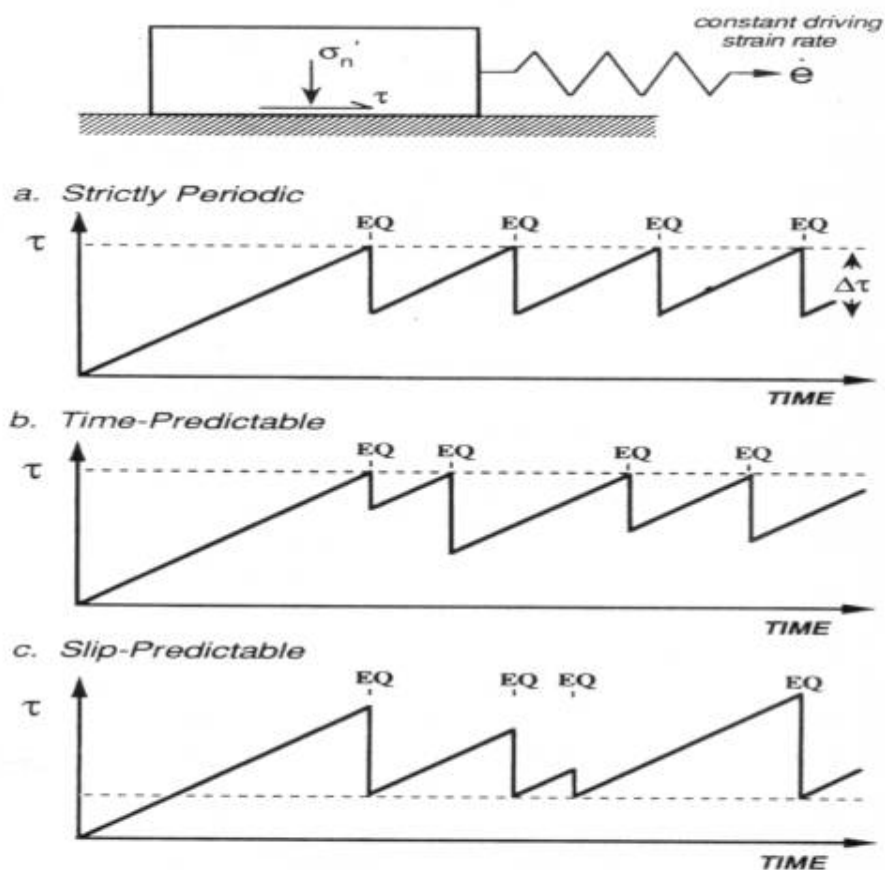 constant driving
strain rate
σn'
τ
ė
a. Strictly Periodic
EQ EQ EQ EQ
τ
Δτ
TIME
b. Time-Predictable
EQ EQ EQ EQ
τ
TIME
c. Slip-Predictable
EQ EQ EQ EQ
τ
TIME